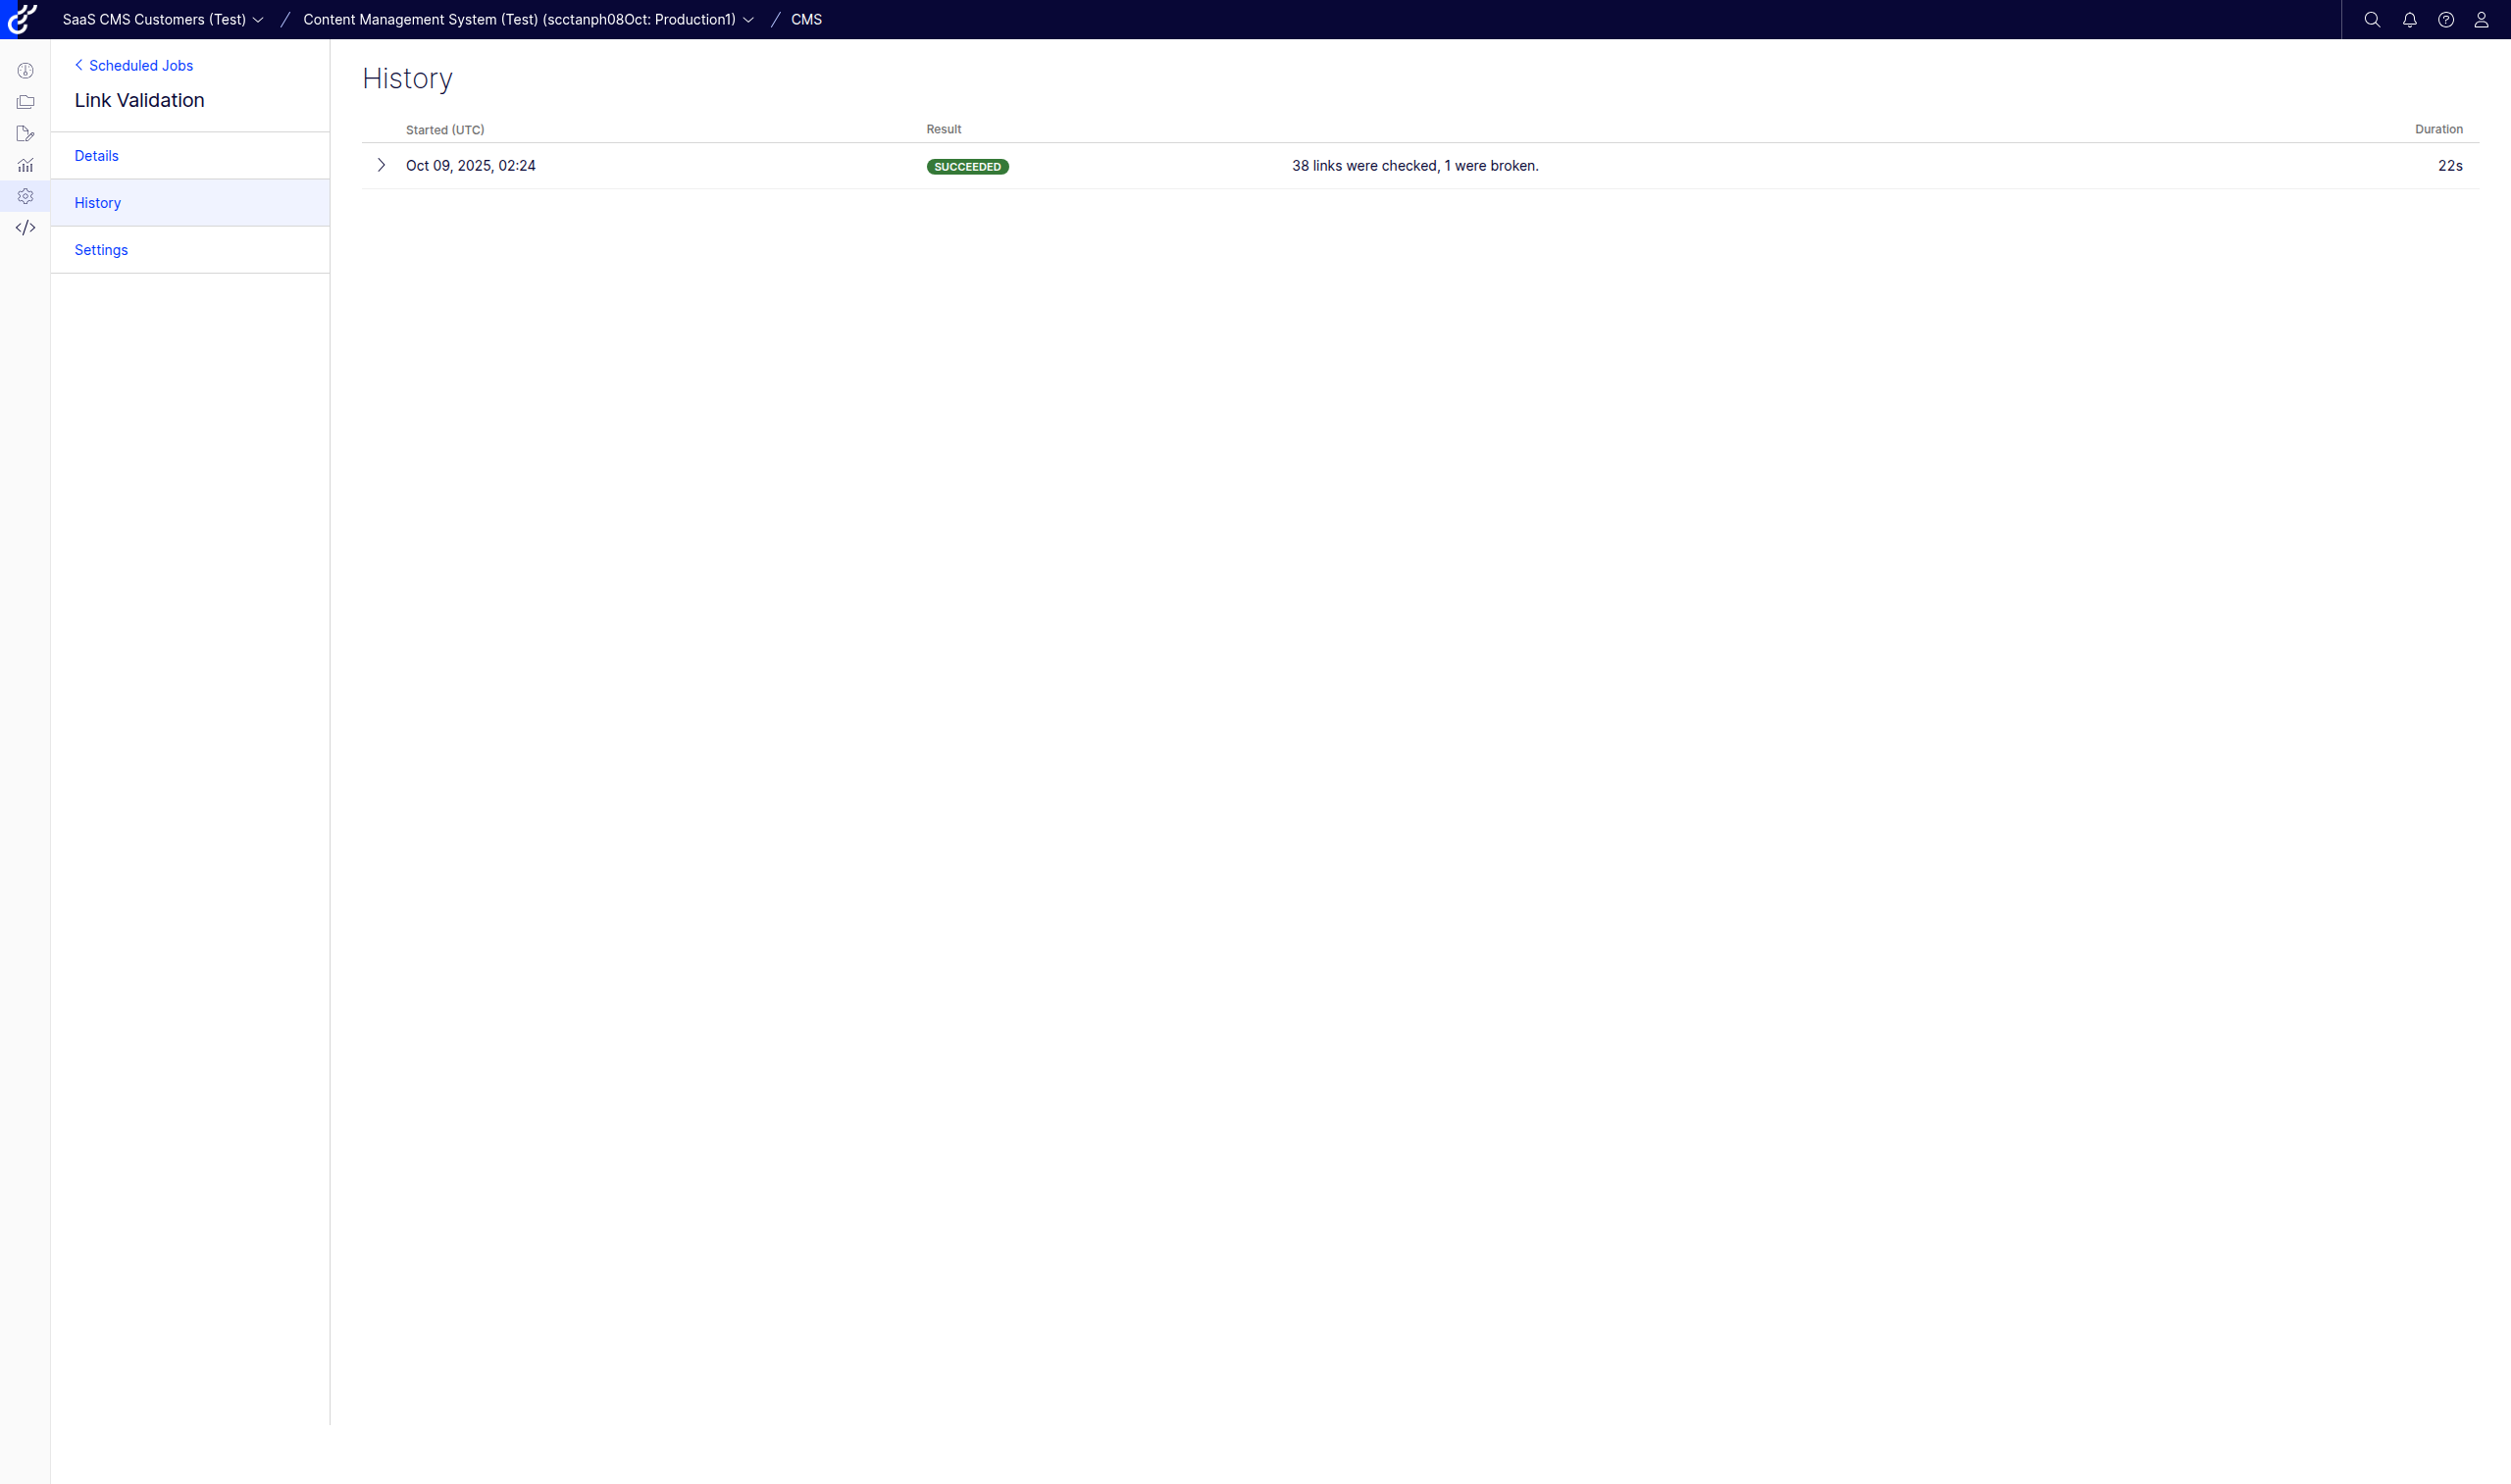 SaaS CMS Customers (Test) / Content Management System (Test) (scctanph08Oct: Production1) / CMS
Scheduled Jobs
Link Validation
Details
History
Settings
History
Started (UTC) Result Duration
Oct 09, 2025, 02:24 SUCCEEDED 38 links were checked, 1 were broken. 22s